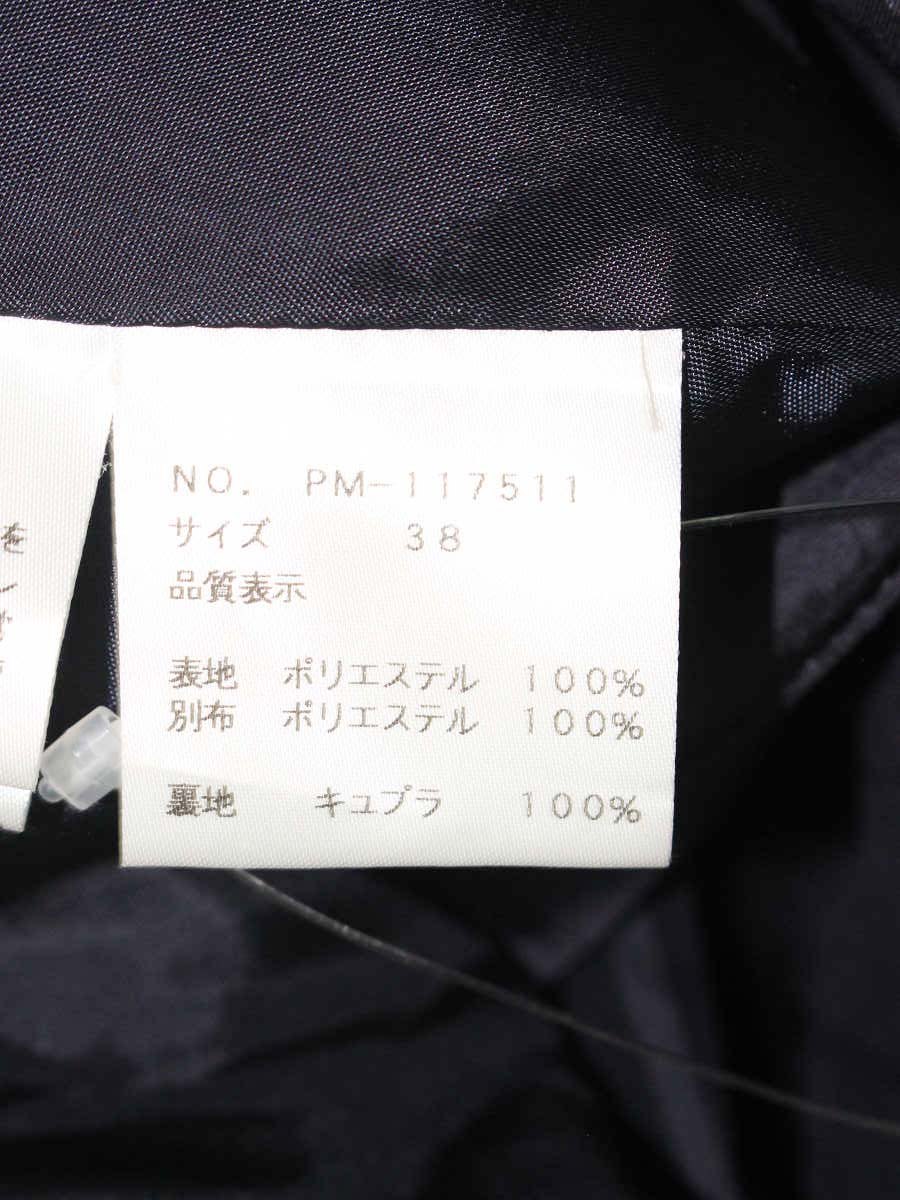 NO. PM-117511
サイズ 38
品質表示
表地 ポリエステル 100%
別布 ポリエステル 100%
裏地 キュプラ 100%
を